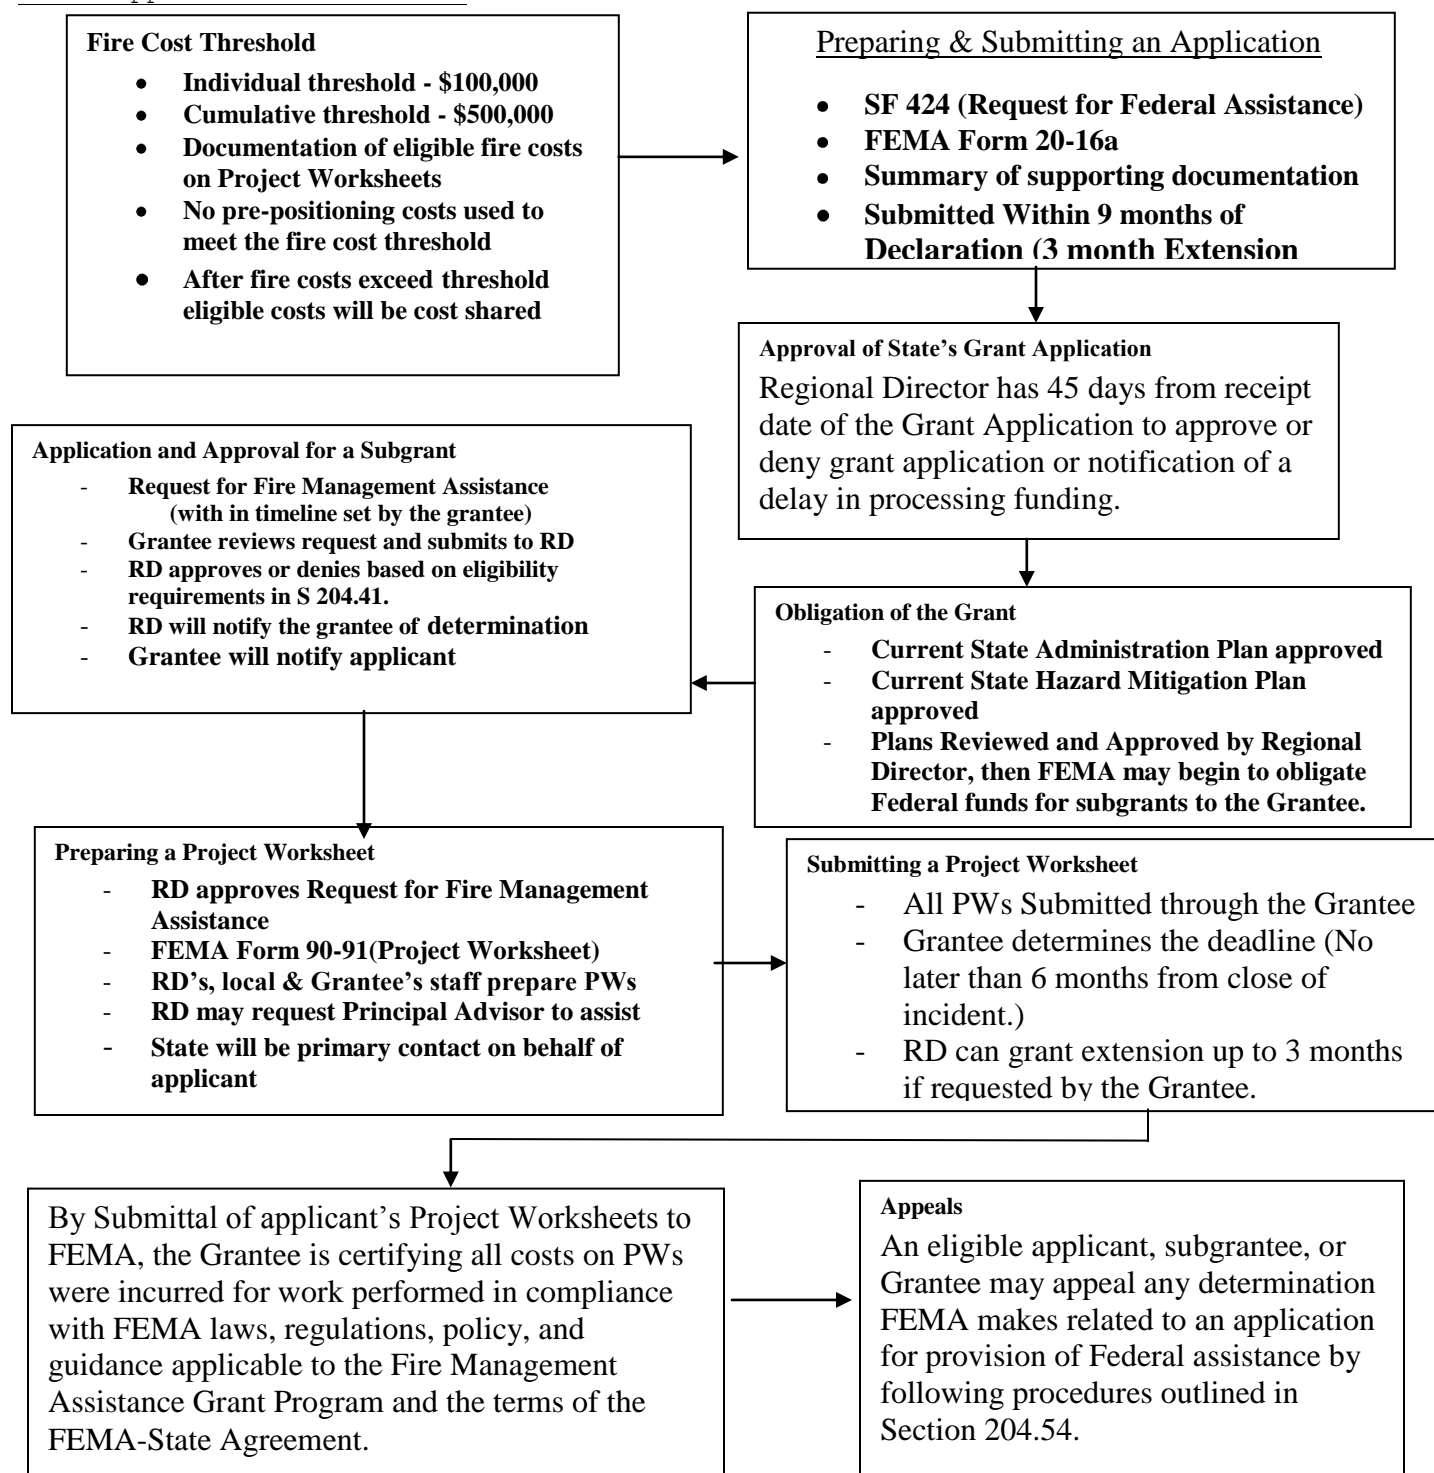 Fire Cost Threshold
● Individual threshold - $100,000
● Cumulative threshold - $500,000
● Documentation of eligible fire costs
on Project Worksheets
● No pre-positioning costs used to
meet the fire cost threshold
● After fire costs exceed threshold
eligible costs will be cost shared
Preparing & Submitting an Application
● SF 424 (Request for Federal Assistance)
● FEMA Form 20-16a
● Summary of supporting documentation
● Submitted Within 9 months of
Declaration (3 month Extension
Approval of State’s Grant Application
Regional Director has 45 days from receipt
date of the Grant Application to approve or
deny grant application or notification of a
delay in processing funding.
Application and Approval for a Subgrant
- Request for Fire Management Assistance
(with in timeline set by the grantee)
- Grantee reviews request and submits to RD
- RD approves or denies based on eligibility
requirements in S 204.41.
- RD will notify the grantee of determination
- Grantee will notify applicant
Obligation of the Grant
- Current State Administration Plan approved
- Current State Hazard Mitigation Plan
approved
- Plans Reviewed and Approved by Regional
Director, then FEMA may begin to obligate
Federal funds for subgrants to the Grantee.
Preparing a Project Worksheet
- RD approves Request for Fire Management
Assistance
- FEMA Form 90-91(Project Worksheet)
- RD’s, local & Grantee’s staff prepare PWs
- RD may request Principal Advisor to assist
- State will be primary contact on behalf of
applicant
Submitting a Project Worksheet
- All PWs Submitted through the Grantee
- Grantee determines the deadline (No
later than 6 months from close of
incident.)
- RD can grant extension up to 3 months
if requested by the Grantee.
By Submittal of applicant’s Project Worksheets to
FEMA, the Grantee is certifying all costs on PWs
were incurred for work performed in compliance
with FEMA laws, regulations, policy, and
guidance applicable to the Fire Management
Assistance Grant Program and the terms of the
FEMA-State Agreement.
Appeals
An eligible applicant, subgrantee, or
Grantee may appeal any determination
FEMA makes related to an application
for provision of Federal assistance by
following procedures outlined in
Section 204.54.